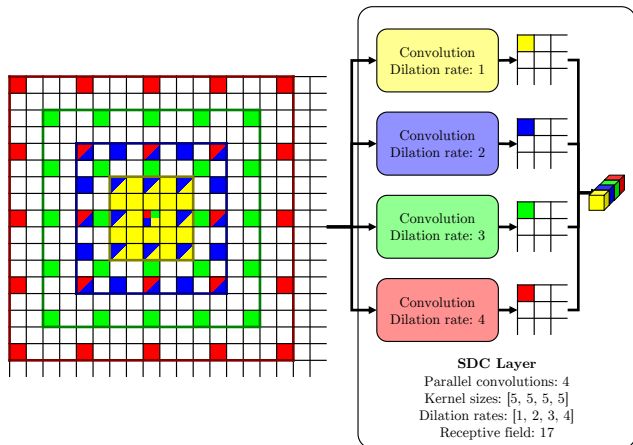 Convolution
Dilation rate: 1
Convolution
Dilation rate: 2
Convolution
Dilation rate: 3
Convolution
Dilation rate: 4
SDC Layer
Parallel convolutions: 4
Kernel sizes: [5, 5, 5, 5]
Dilation rates: [1, 2, 3, 4]
Receptive field: 17